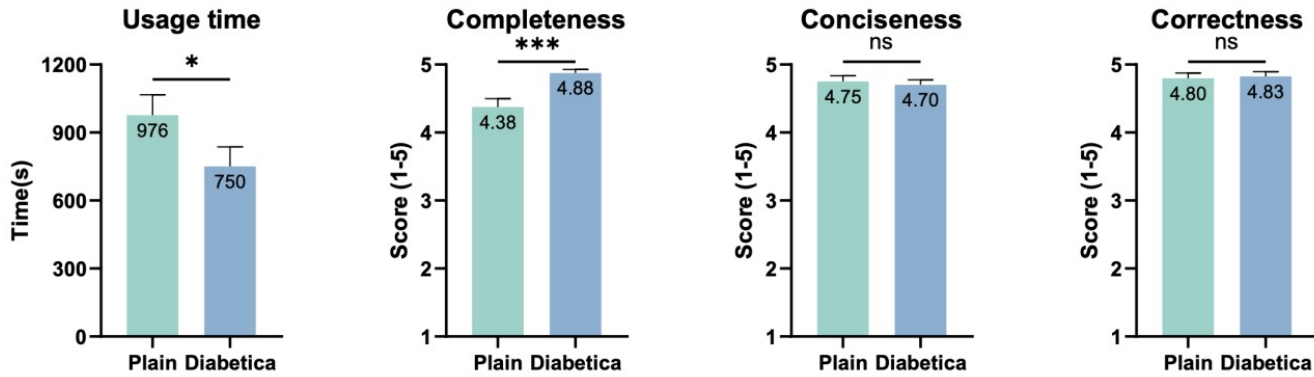 Usage time
*
Time(s)
1200
900
600
300
0
976
750
Plain Diabetica
Completeness
***
Score (1-5)
5
4
3
2
1
4.38
4.88
Plain Diabetica
Conciseness
ns
Score (1-5)
5
4
3
2
1
4.75
4.70
Plain Diabetica
Correctness
ns
Score (1-5)
5
4
3
2
1
4.80
4.83
Plain Diabetica